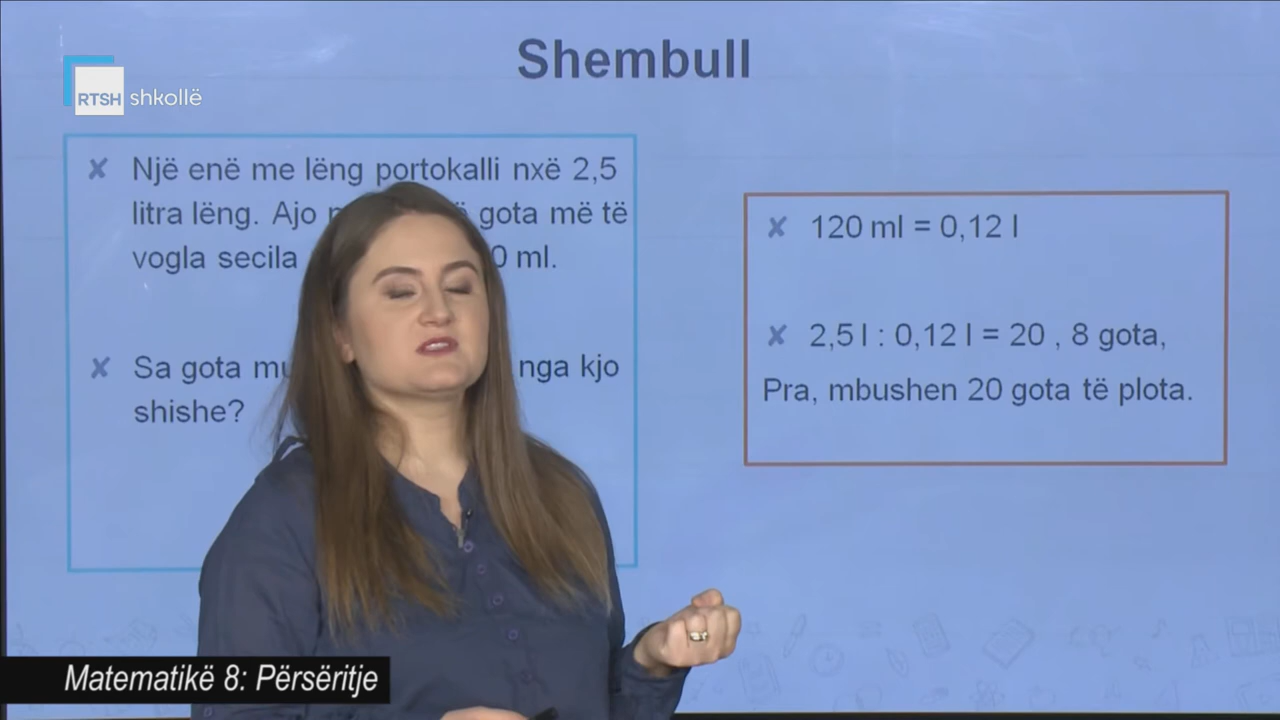 Shembull
RTSH shkollë
✘ Një enë me lëng portokalli nxë 2,5
litra lëng. Ajo gota më të
vogla secila ml.
✘ Sa gota nga kjo
shishe?
✘ 120 ml = 0,12 l
✘ 2,5 l : 0,12 l = 20 , 8 gota,
Pra, mbushen 20 gota të plota.
Matematikë 8: Përsëritje